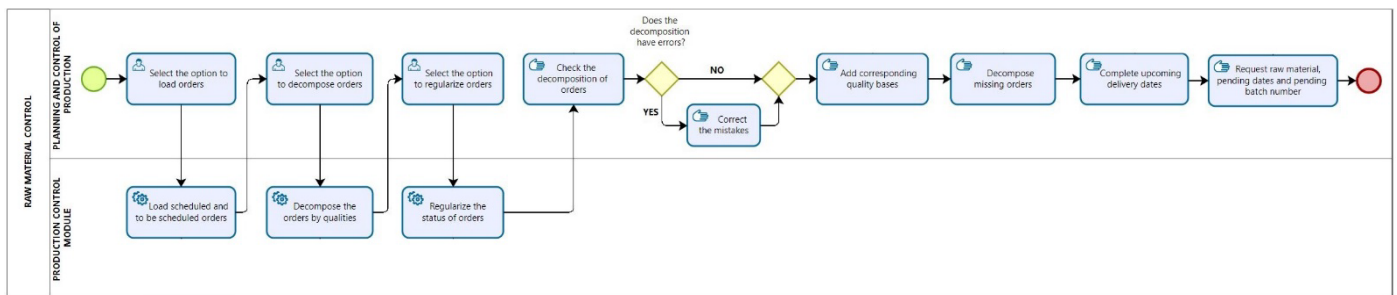 RAW MATERIAL CONTROL
PLANNING AND CONTROL OF
PRODUCTION
Select the option to
load orders
Select the option
to decompose orders
Select the option
to regularize orders
Check the
decomposition of
orders
Does the
decomposition
have errors?
NO
YES
Correct
the mistakes
Add corresponding
quality bases
Decompose
missing orders
Complete upcoming
delivery dates
Request raw material,
pending dates and pending
batch number
PRODUCTION CONTROL
MODULE
Load scheduled and
to be scheduled orders
Decompose the
orders by qualities
Regularize the
status of orders